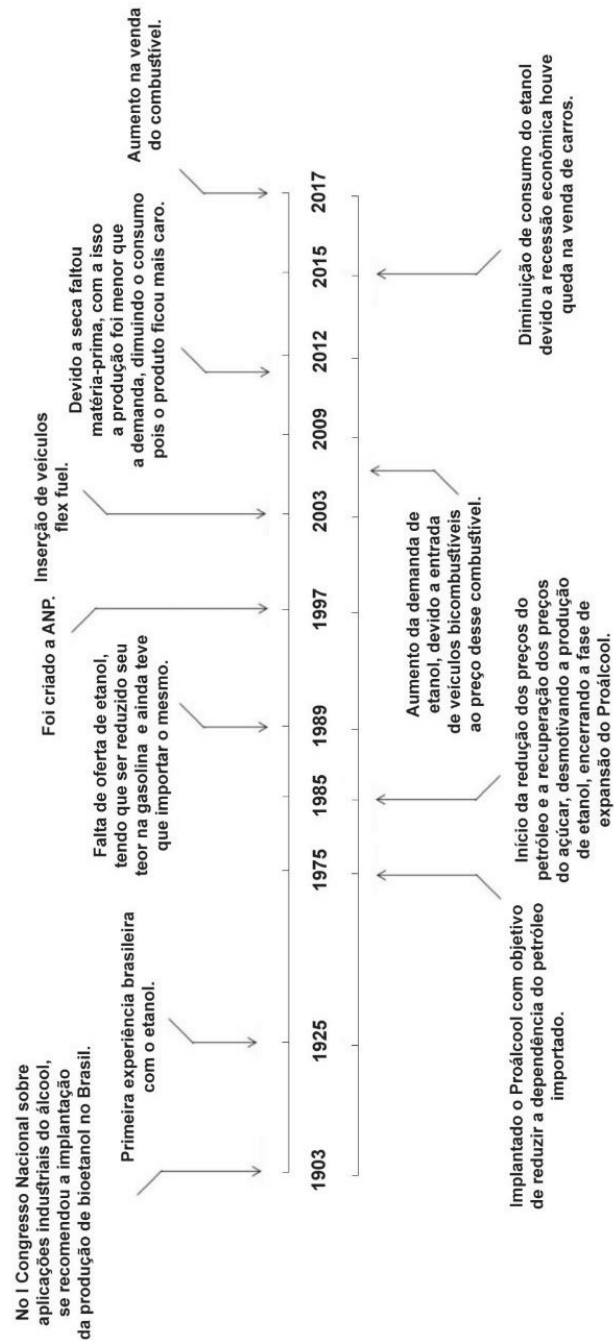 No I Congresso Nacional sobre
aplicações industriais do álcool,
se recomendou a implantação
da produção de bioetanol no Brasil.
Primeira experiência brasileira
com o etanol.
Falta de oferta de etanol,
tendo que ser reduzido seu
teor na gasolina e ainda teve
que importar o mesmo.
Foi criado a ANP.
Inserção de veículos
flex fuel.
Devido a seca faltou
matéria-prima, com a isso
a produção foi menor que
a demanda, dimuindo o consumo
pois o produto ficou mais caro.
Aumento na venda
do combustível.
1903
1925
1975
1985
1989
1997
2003
2009
2012
2015
2017
Implantado o Proálcool com objetivo
de reduzir a dependência do petróleo
importado.
Início da redução dos preços do
petróleo e a recuperação dos preços
do açúcar, desmotivando a produção
de etanol, encerrando a fase de
expansão do Proálcool.
Aumento da demanda de
etanol, devido a entrada
de veículos bicombustíveis
ao preço desse combustível.
Diminuição de consumo do etanol
devido a recessão econômica houve
queda na venda de carros.